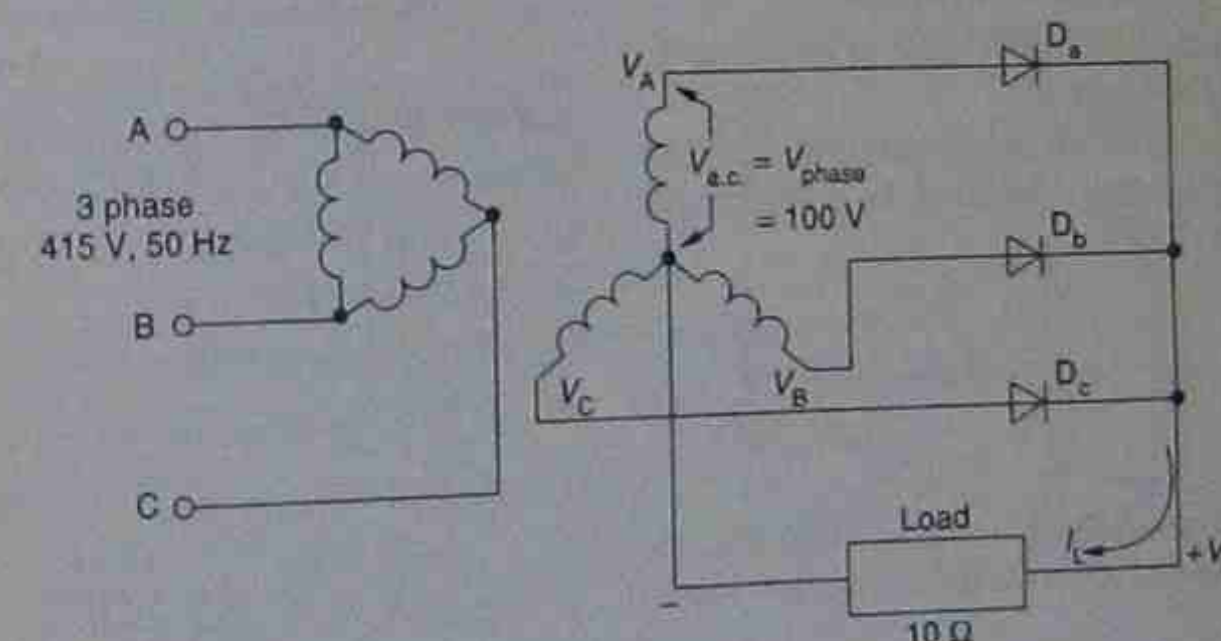 A
3 phase
415 V, 50 Hz
B
C
V_A
V_a.c. = V_phase
= 100 V
V_C
V_B
D_a
D_b
D_c
Load
I_L
+V
–
10 Ω